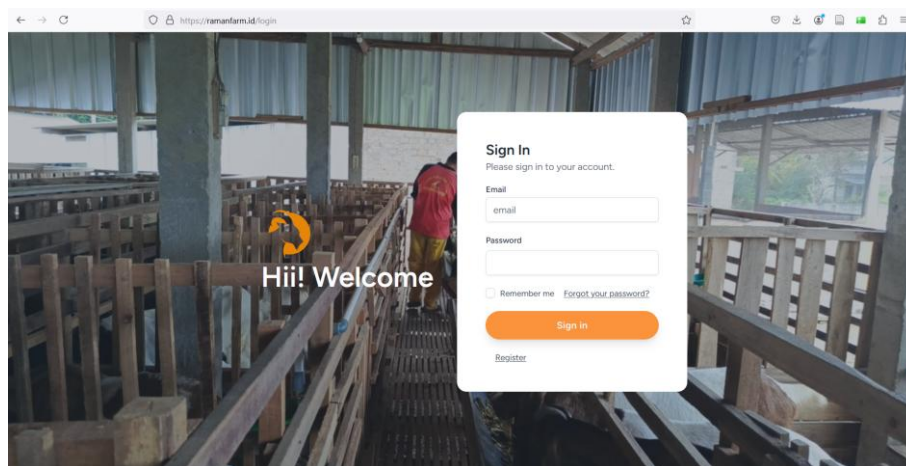 https://ramanfarm.id/login
Hii! Welcome
Sign In
Please sign in to your account.
Email
email
Password
Remember me Forgot your password?
Sign in
Register